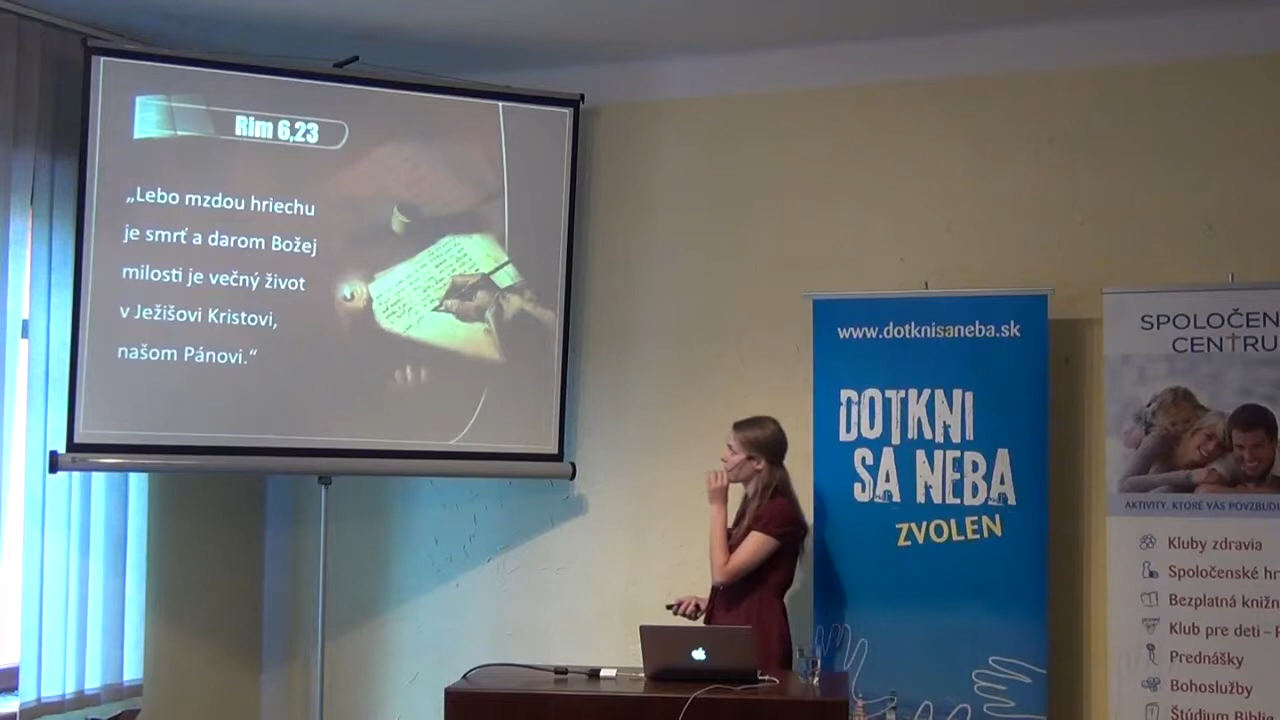 Rim 6,23
„Lebo mzdou hriechu
je smrť a darom Božej
milosti je večný život
v Ježišovi Kristovi,
našom Pánovi.“
www.dotknisaneba.sk
DOTKNI
SA NEBA
ZVOLEN
SPOLOČEN
CENTRU
AKTIVITY, KTORÉ VÁS POVZBUD
Kluby zdravia
Spoločenské hr
Bezplatná knižn
Klub pre deti – P
Prednášky
Bohoslužby
Štúdium Biblie